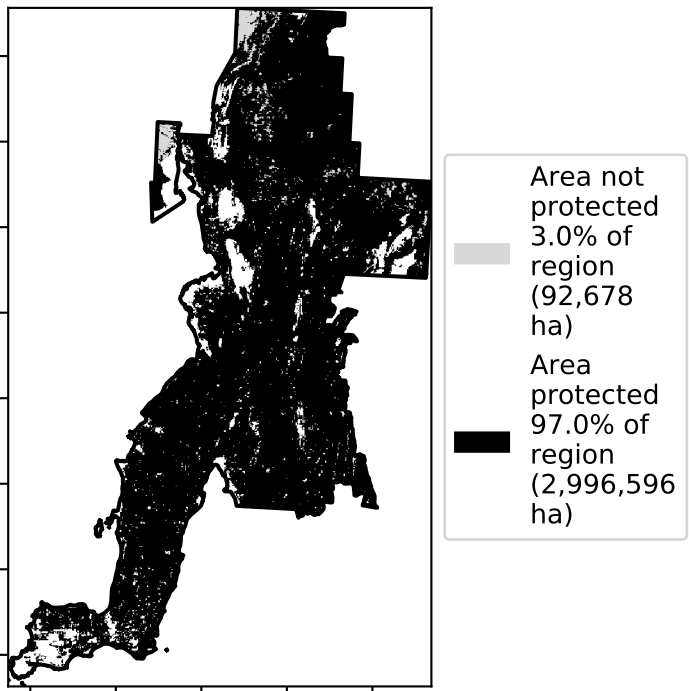 Area not
protected
3.0% of
region
(92,678
ha)
Area
protected
97.0% of
region
(2,996,596
ha)